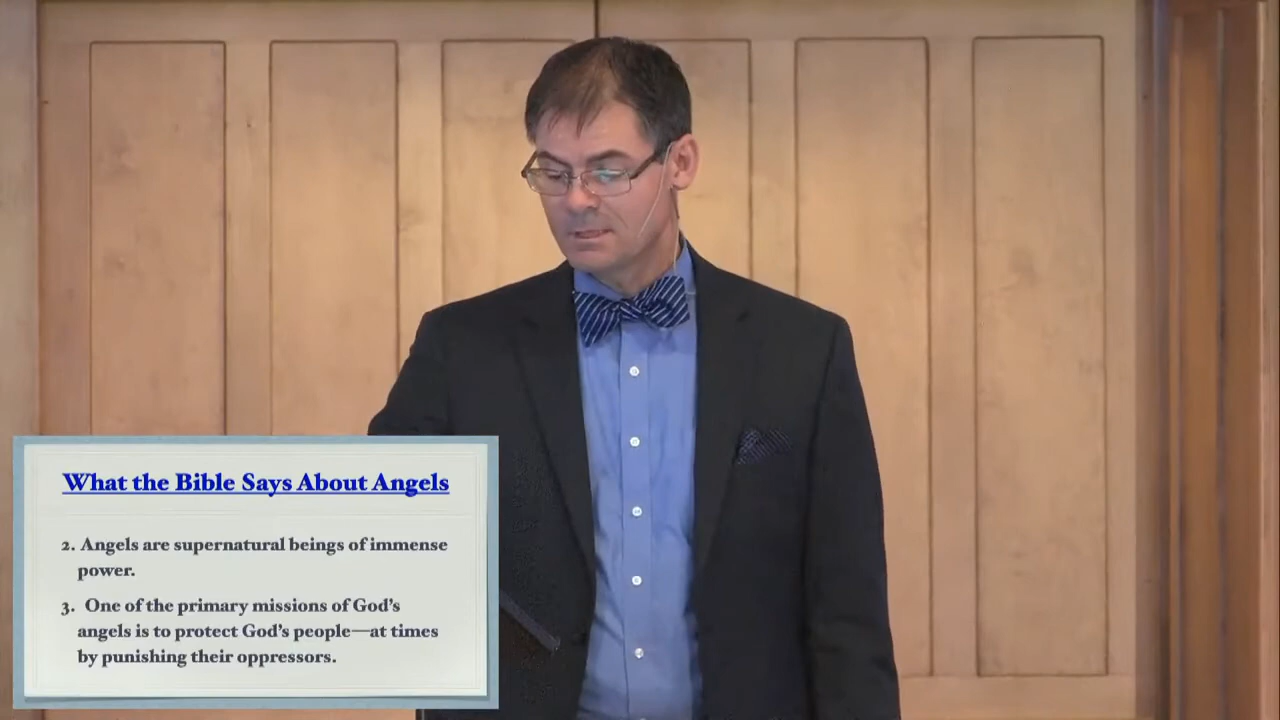 What the Bible Says About Angels
2. Angels are supernatural beings of immense
power.
3. One of the primary missions of God’s
angels is to protect God’s people—at times
by punishing their oppressors.